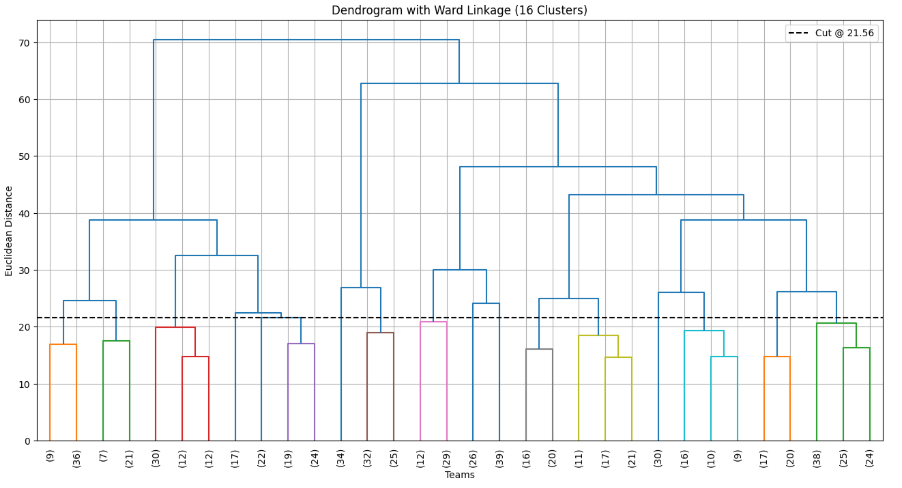 Dendrogram with Ward Linkage (16 Clusters)
Cut @ 21.56
70
60
50
40
30
20
10
0
Euclidean Distance
(9) (36) (7) (21) (30) (12) (12) (17) (22) (19) (24) (34) (32) (25) (12) (29) (26) (39) (16) (20) (11) (17) (21) (30) (16) (10) (9) (17) (20) (38) (25) (24)
Teams